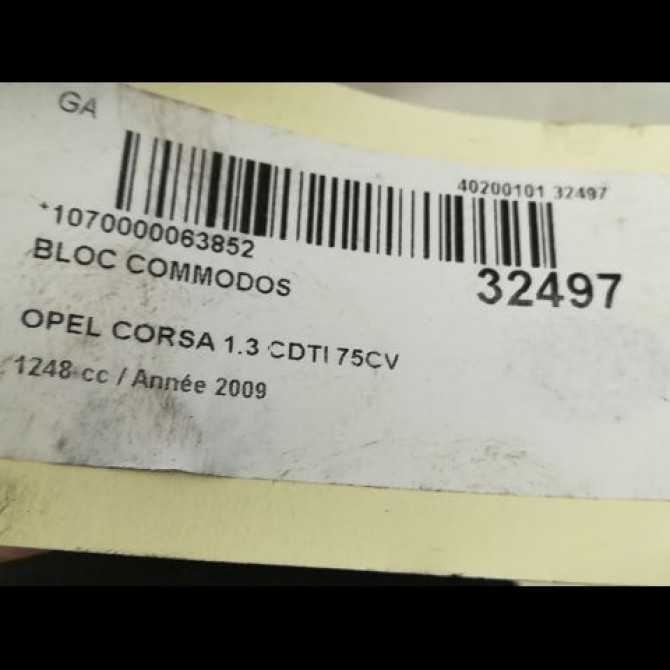 GA
40200101 32497
*1070000063852
32497
BLOC COMMODOS
OPEL CORSA 1.3 CDTI 75CV
1248 cc / Année 2009